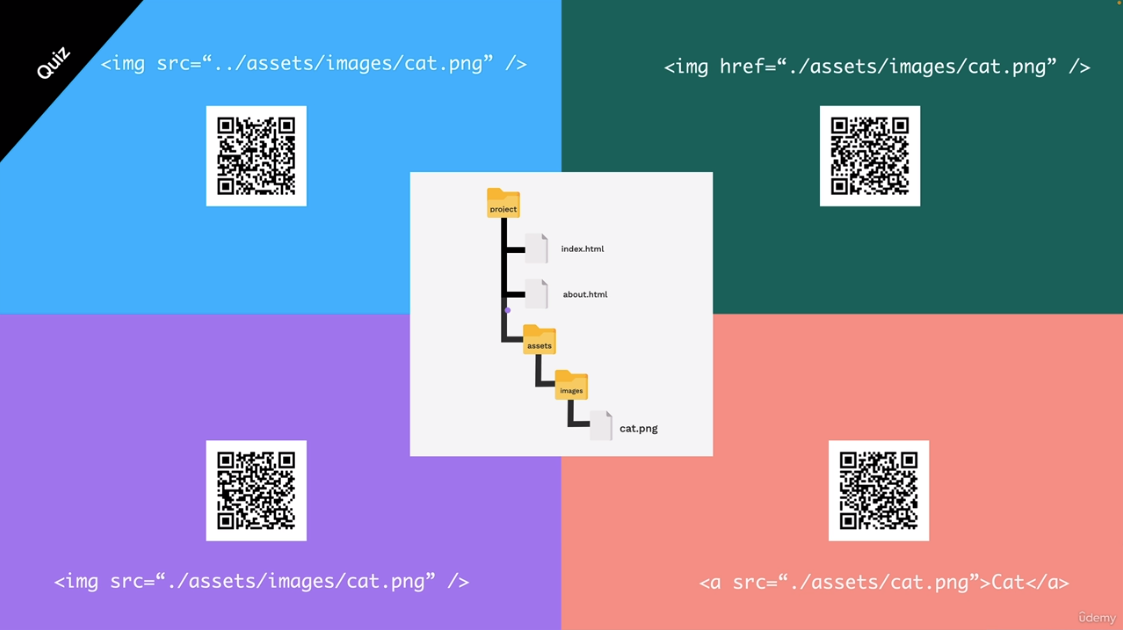 Quiz
<img src=“../assets/images/cat.png” />
<img href=“./assets/images/cat.png” />
project
index.html
about.html
assets
images
cat.png
<img src=“./assets/images/cat.png” />
<a src=“./assets/cat.png”>Cat</a>
ûdemy